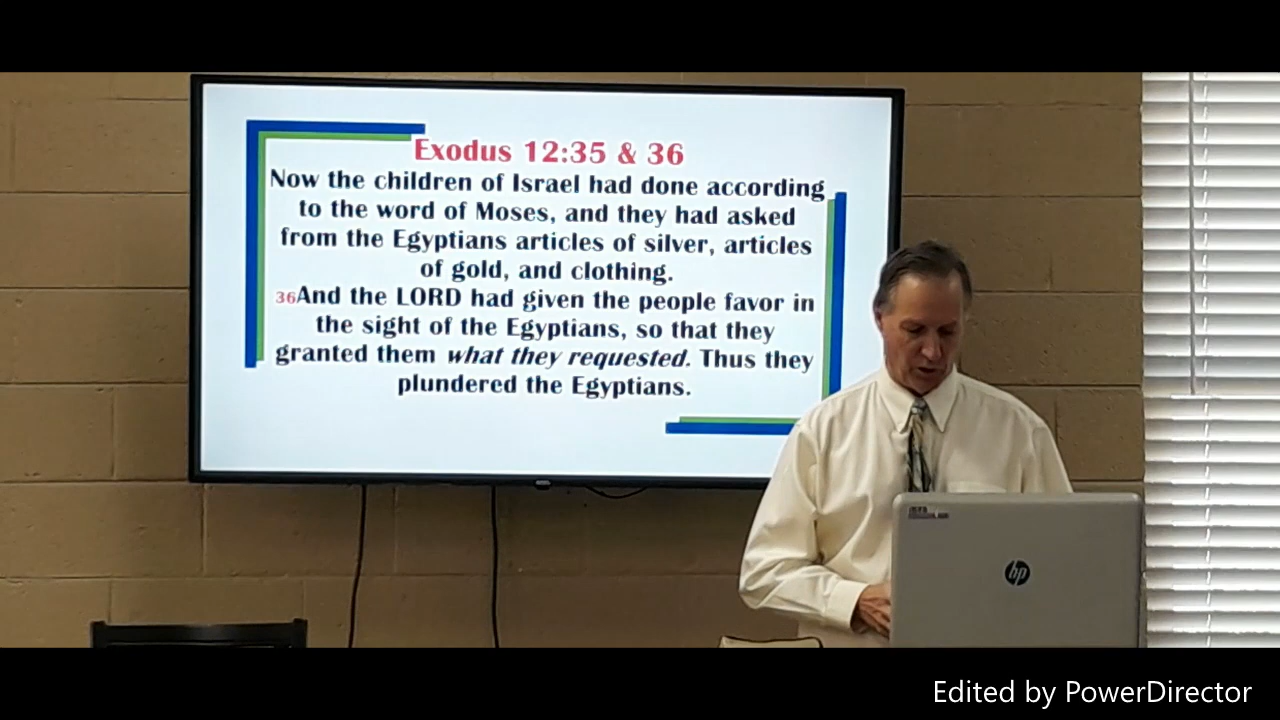 Exodus 12:35 & 36
Now the children of Israel had done according
to the word of Moses, and they had asked
from the Egyptians articles of silver, articles
of gold, and clothing.
36And the LORD had given the people favor in
the sight of the Egyptians, so that they
granted them what they requested. Thus they
plundered the Egyptians.
hp
Edited by PowerDirector